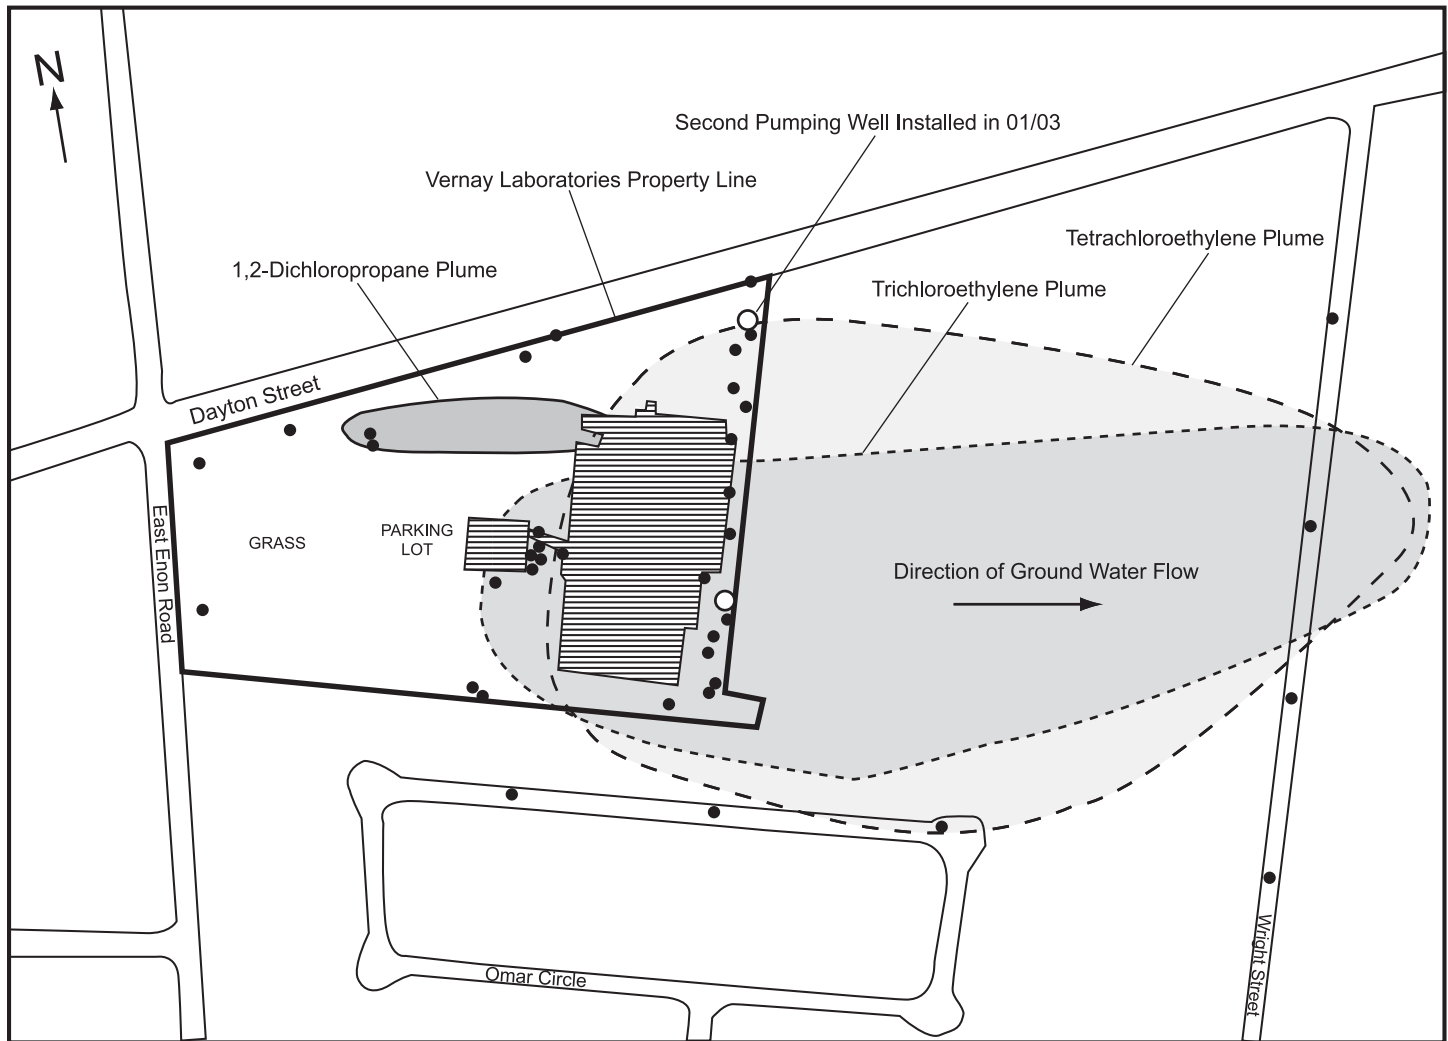 N
Second Pumping Well Installed in 01/03
Vernay Laboratories Property Line
Tetrachloroethylene Plume
1,2-Dichloropropane Plume
Trichloroethylene Plume
Dayton Street
East Enon Road
GRASS
PARKING
LOT
Direction of Ground Water Flow
Omar Circle
Wright Street